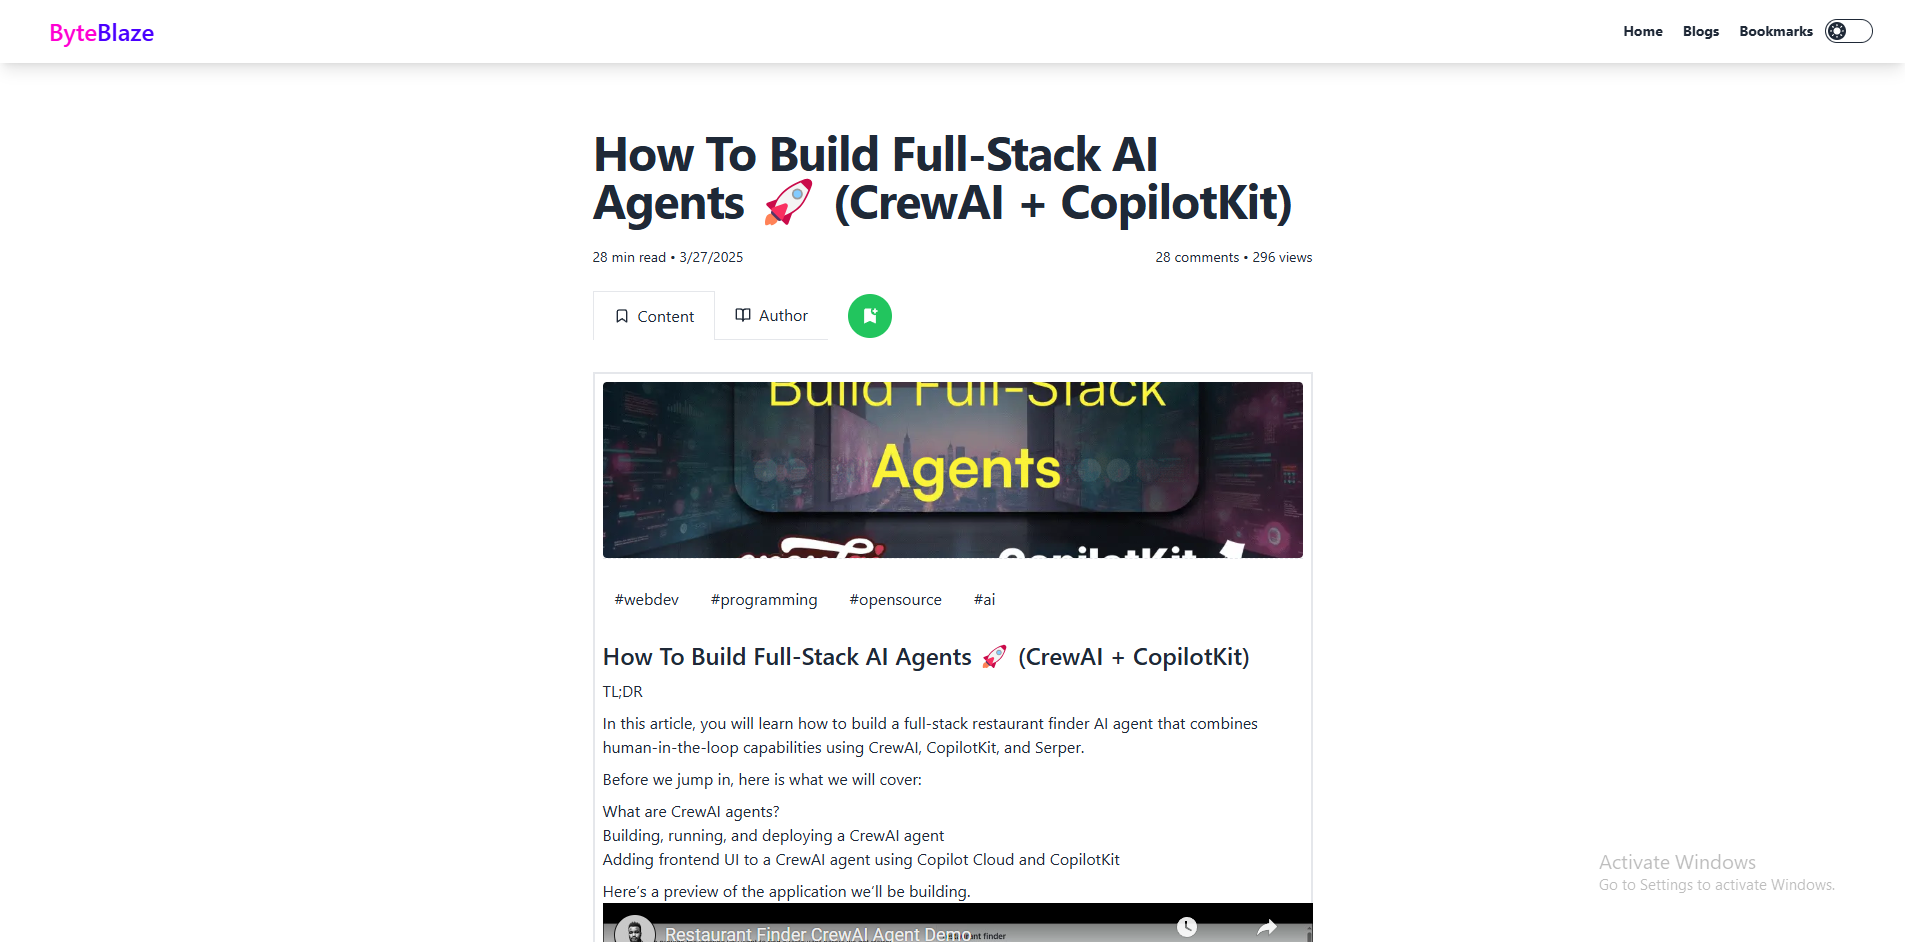 ByteBlaze
Home Blogs Bookmarks
How To Build Full-Stack AI
Agents 🚀 (CrewAI + CopilotKit)
28 min read • 3/27/2025
28 comments • 296 views
Content
Author
Build Full-Stack
Agents
CopilotKit
#webdev #programming #opensource #ai
How To Build Full-Stack AI Agents 🚀 (CrewAI + CopilotKit)
TL;DR
In this article, you will learn how to build a full-stack restaurant finder AI agent that combines
human-in-the-loop capabilities using CrewAI, CopilotKit, and Serper.
Before we jump in, here is what we will cover:
What are CrewAI agents?
Building, running, and deploying a CrewAI agent
Adding frontend UI to a CrewAI agent using Copilot Cloud and CopilotKit
Here’s a preview of the application we’ll be building.
Restaurant Finder CrewAI Agent Demo
finder
Activate Windows
Go to Settings to activate Windows.